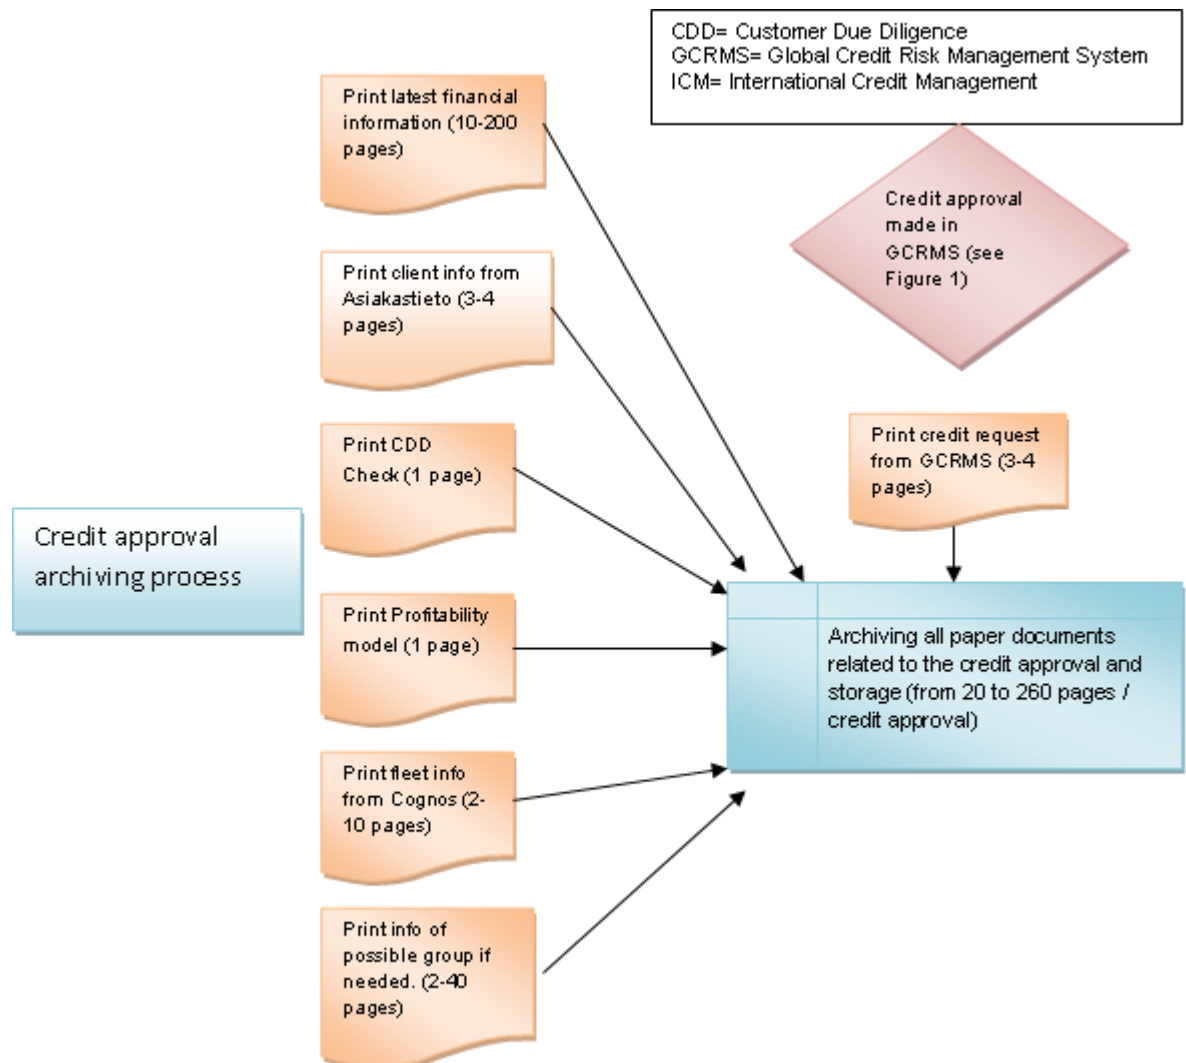 CDD= Customer Due Diligence
GCRMS= Global Credit Risk Management System
ICM= International Credit Management
Print latest financial
information (10-200
pages)
Credit approval
made in
GCRMS (see
Figure 1)
Print client info from
Asiakastieto (3-4
pages)
Print CDD
Check (1 page)
Print credit request
from GCRMS (3-4
pages)
Credit approval
archiving process
Print Profitability
model (1 page)
Archiving all paper documents
related to the credit approval and
storage (from 20 to 260 pages /
credit approval)
Print fleet info
from Cognos (2-
10 pages)
Print info of
possible group if
needed. (2-40
pages)